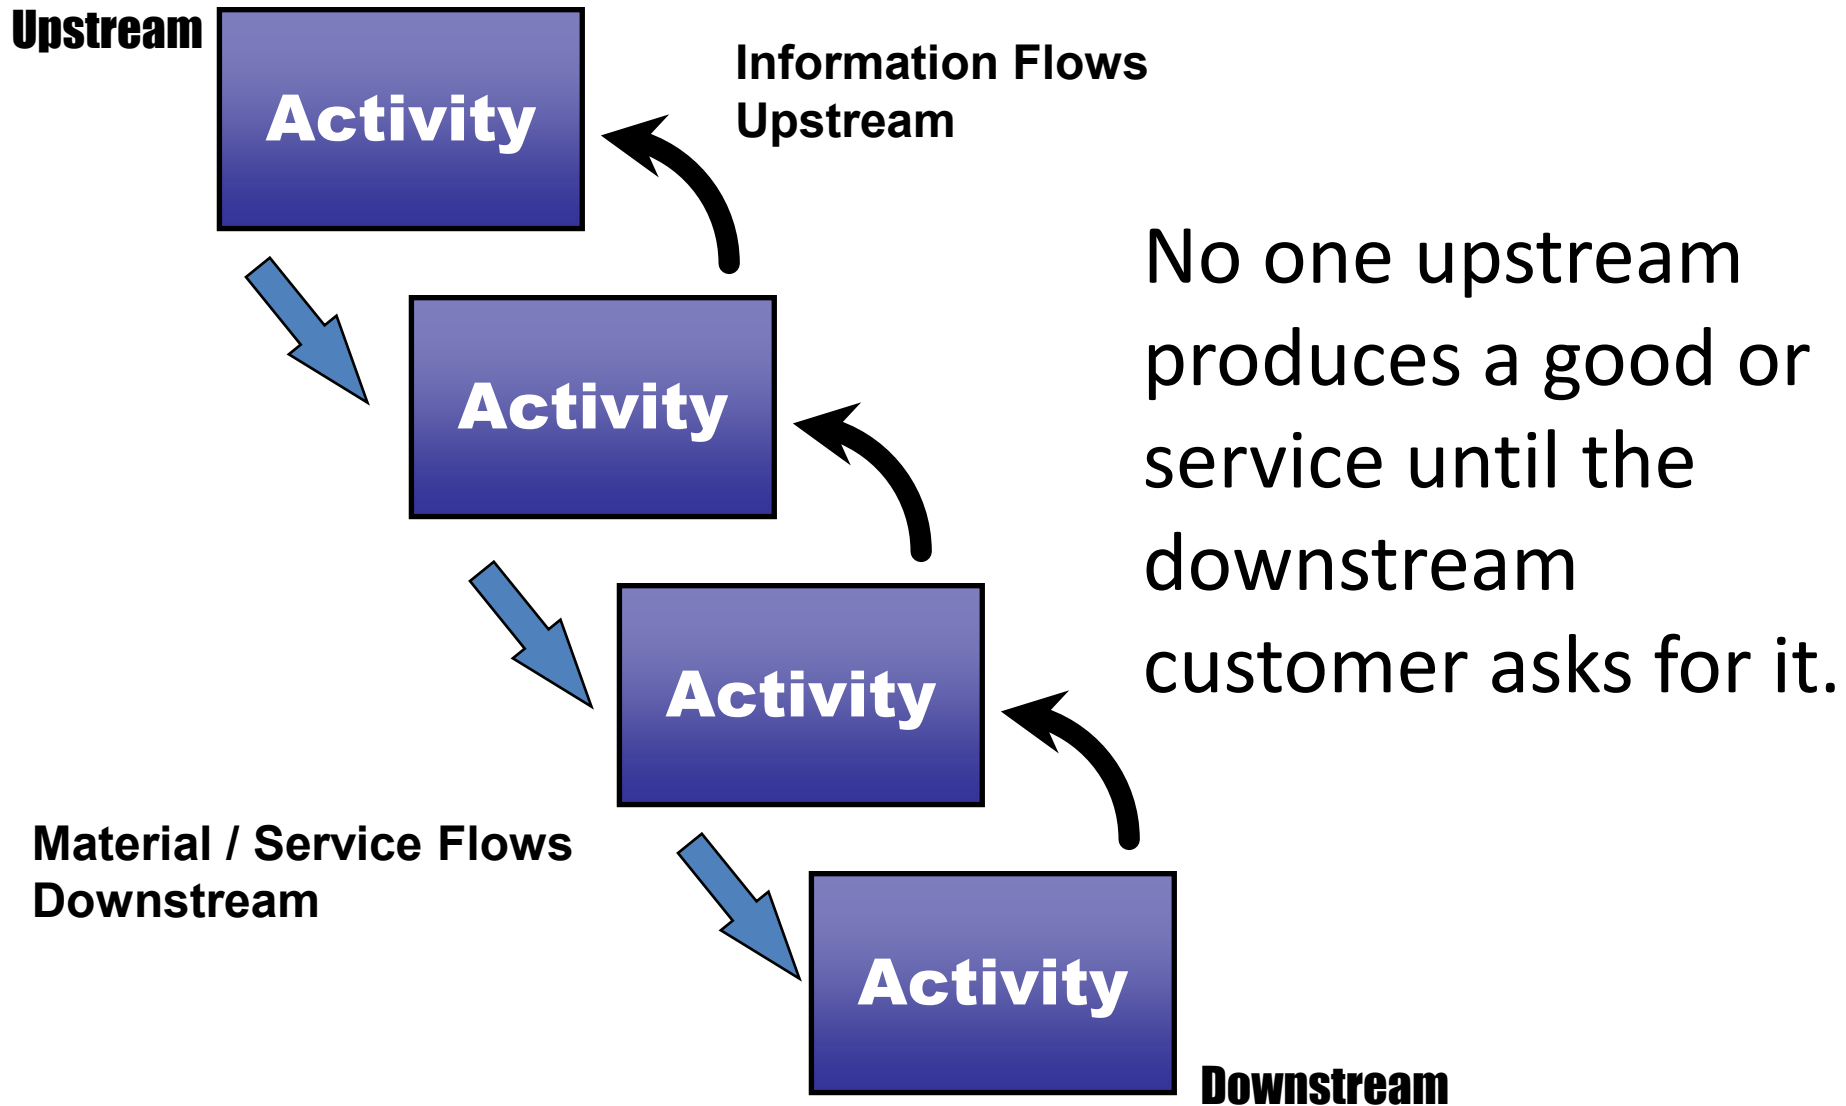 Upstream
Activity
Information Flows
Upstream
Activity
No one upstream
produces a good or
service until the
downstream
customer asks for it.
Activity
Material / Service Flows
Downstream
Activity
Downstream